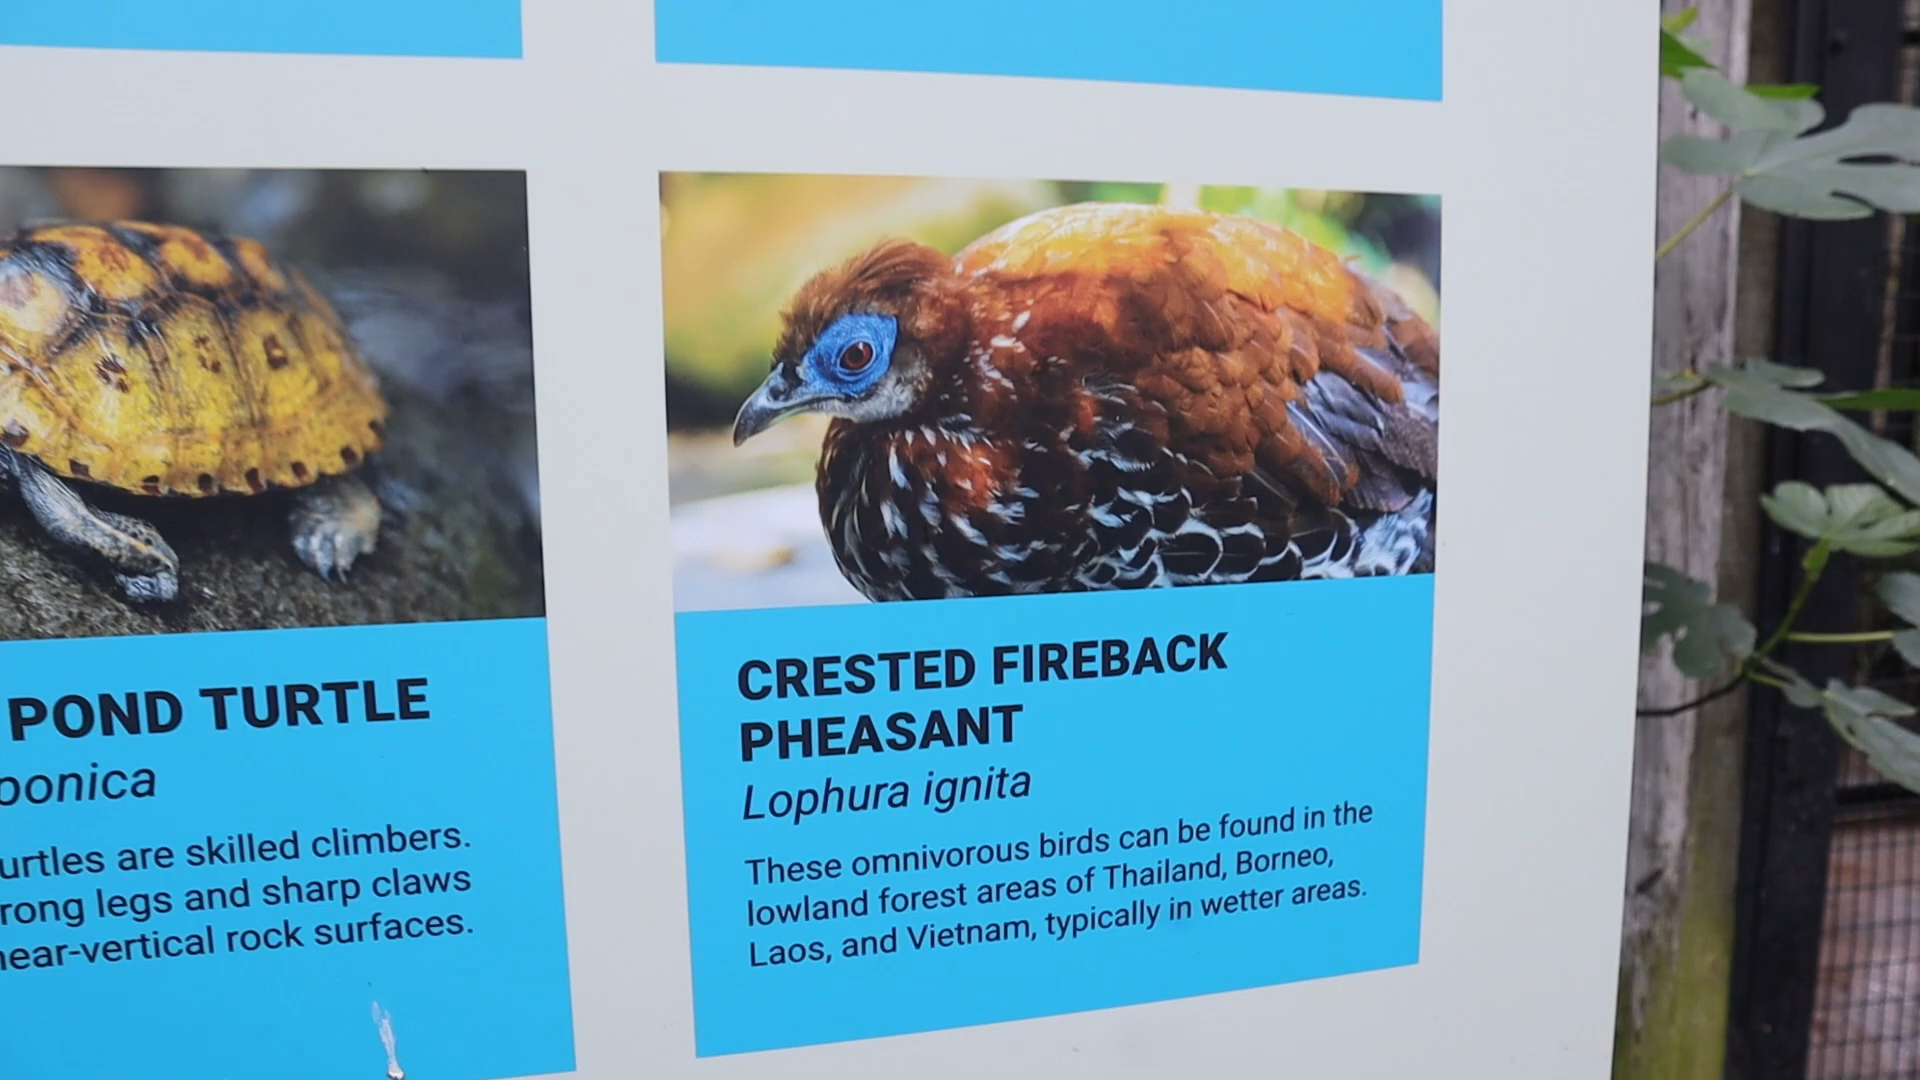 POND TURTLE
ponica
urtles are skilled climbers.
rong legs and sharp claws
near-vertical rock surfaces.
CRESTED FIREBACK
PHEASANT
Lophura ignita
These omnivorous birds can be found in the
lowland forest areas of Thailand, Borneo,
Laos, and Vietnam, typically in wetter areas.